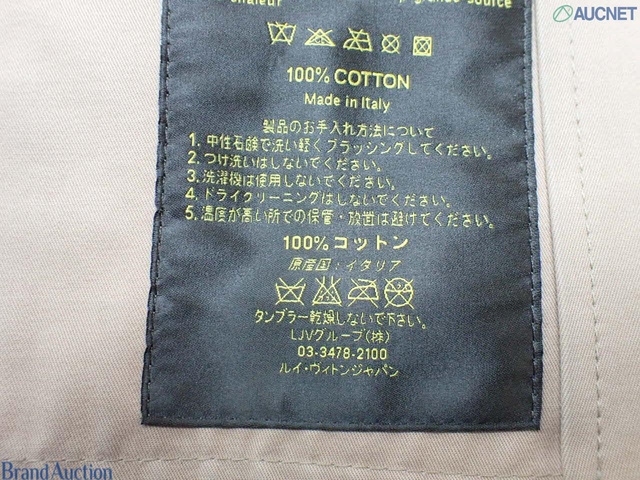 AUCNET
chaleur
grande source
100% COTTON
Made in Italy
製品のお手入れ方法について
1. 中性石鹸で洗い軽くブラッシングしてください。
2. つけ洗いはしないでください。
3. 洗濯機は使用しないでください。
4. ドライクリーニングはしないでください。
5. 温度が高い所での保管・放置は避けてください。
100% コットン
原産国:イタリア
タンブラー乾燥しないで下さい。
LJVグループ(株)
03-3478-2100
ルイ・ヴィトンジャパン
Brand Auction